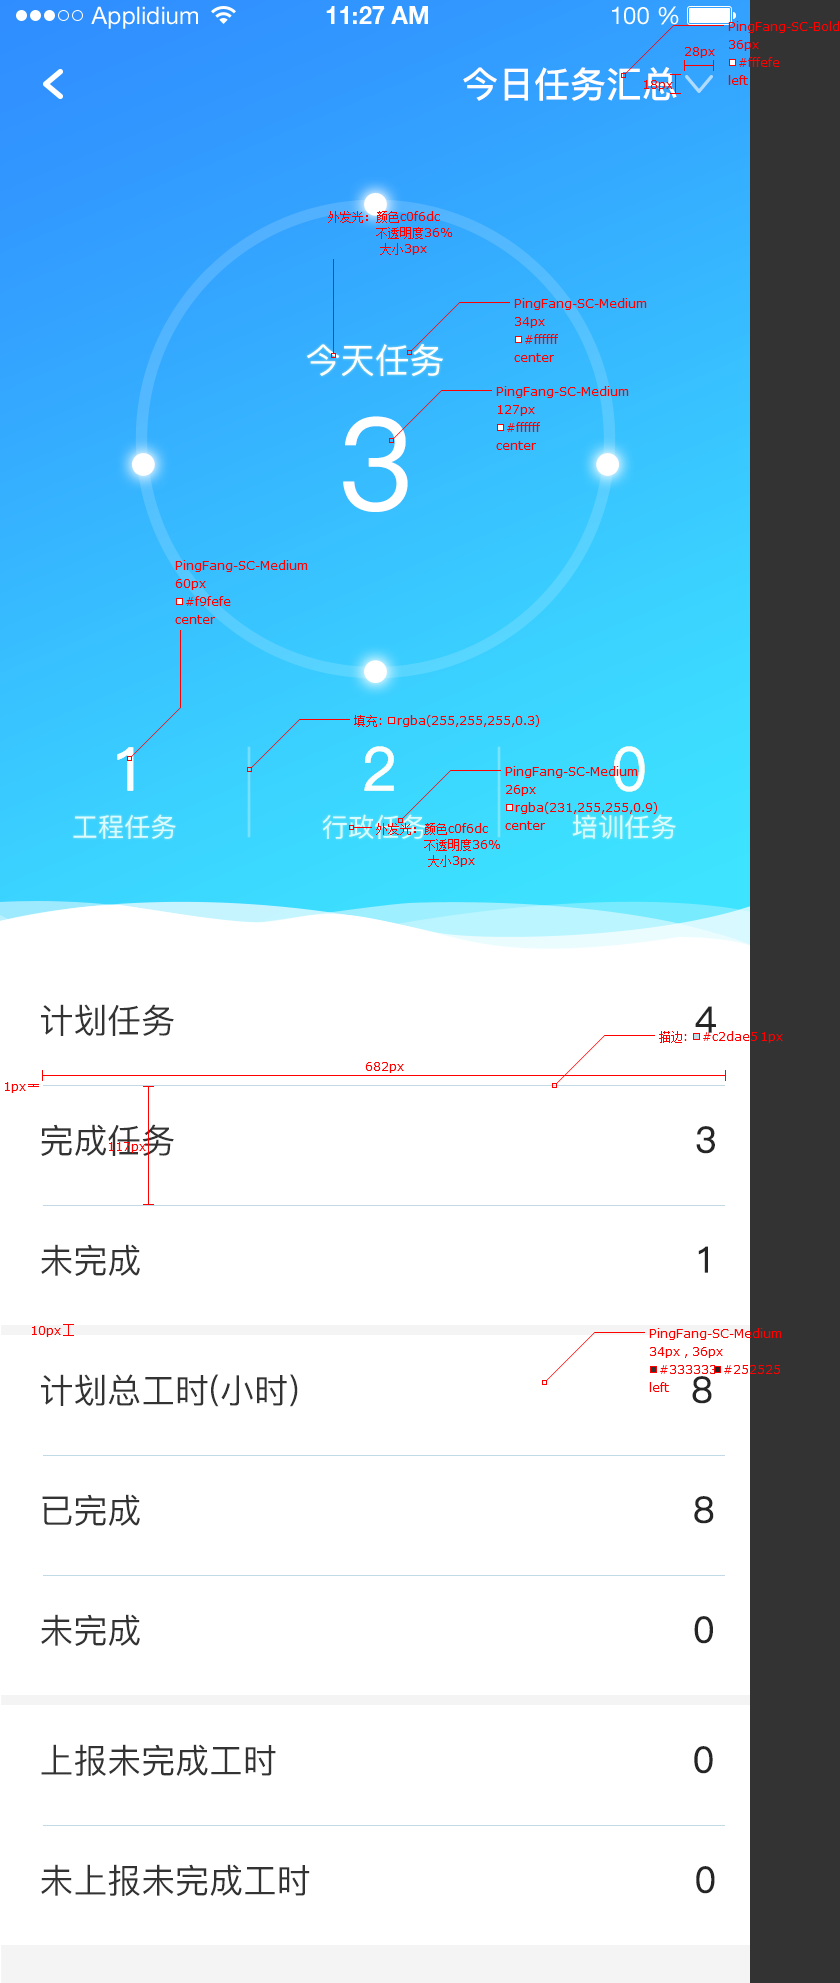 Applidium 11:27 AM 100 %
今日任务汇总
PingFang-SC-Bold
36px
#fffefe
left
28px
18px
外发光：颜色c0f6dc
不透明度36%
大小3px
PingFang-SC-Medium
34px
#ffffff
center
今天任务
PingFang-SC-Medium
127px
#ffffff
center
3
PingFang-SC-Medium
60px
#f9fefe
center
填充: rgba(255,255,255,0.3)
1 2 0
PingFang-SC-Medium
26px
rgba(231,255,255,0.9)
center
工程任务 行政任务 培训任务
外发光：颜色c0f6dc
不透明度36%
大小3px
计划任务 4
描边: #c2dae5 1px
682px
1px
完成任务 3
117px
未完成 1
10px
PingFang-SC-Medium
34px , 36px
#333333 #252525
left
计划总工时(小时) 8
已完成 8
未完成 0
上报未完成工时 0
未上报未完成工时 0